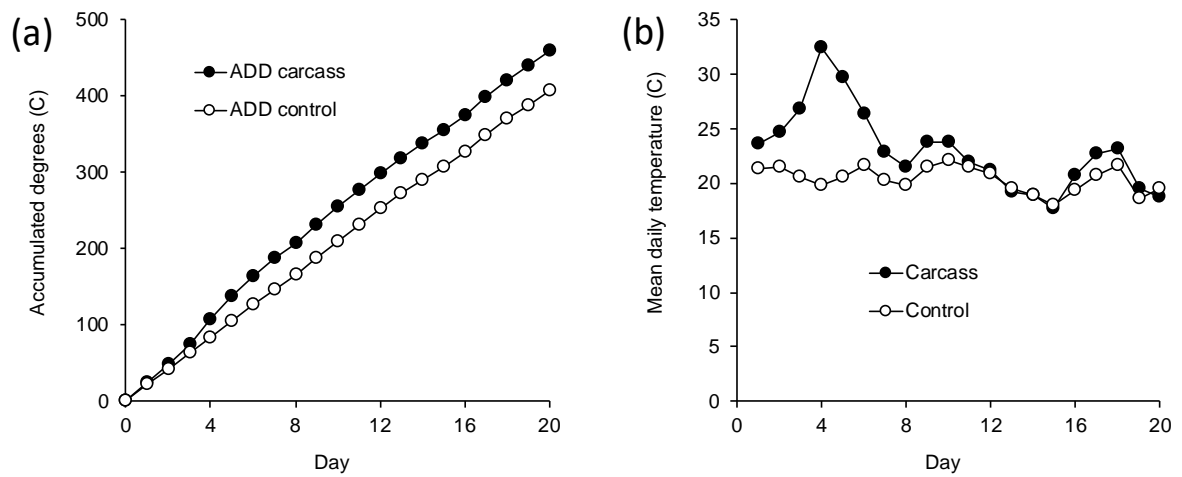 (a)
500
400
300
200
100
0
Accumulated degrees (C)
ADD carcass
ADD control
0 4 8 12 16 20
Day
(b)
35
30
25
20
15
10
5
0
Mean daily temperature (C)
Carcass
Control
0 4 8 12 16 20
Day